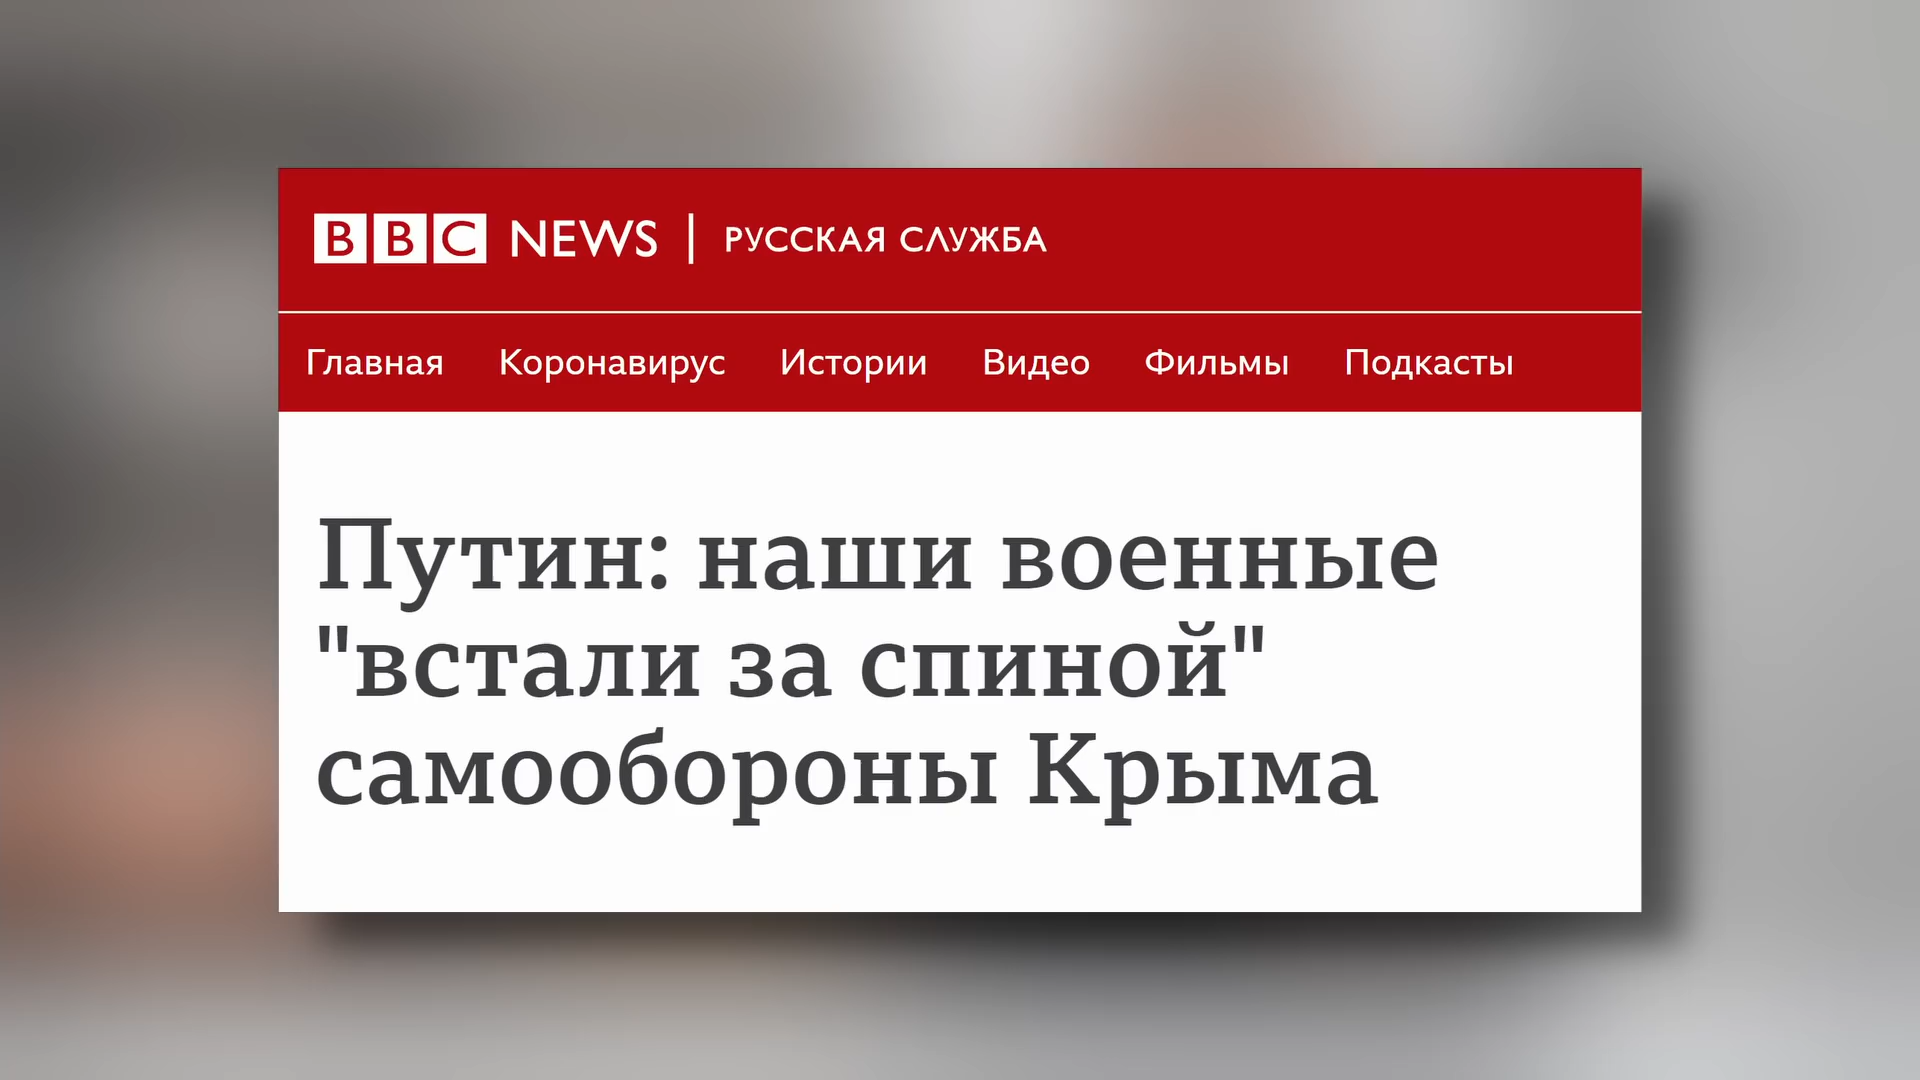 BBC NEWS | РУССКАЯ СЛУЖБА
Главная Коронавирус Истории Видео Фильмы Подкасты
Путин: наши военные
"встали за спиной"
самообороны Крыма